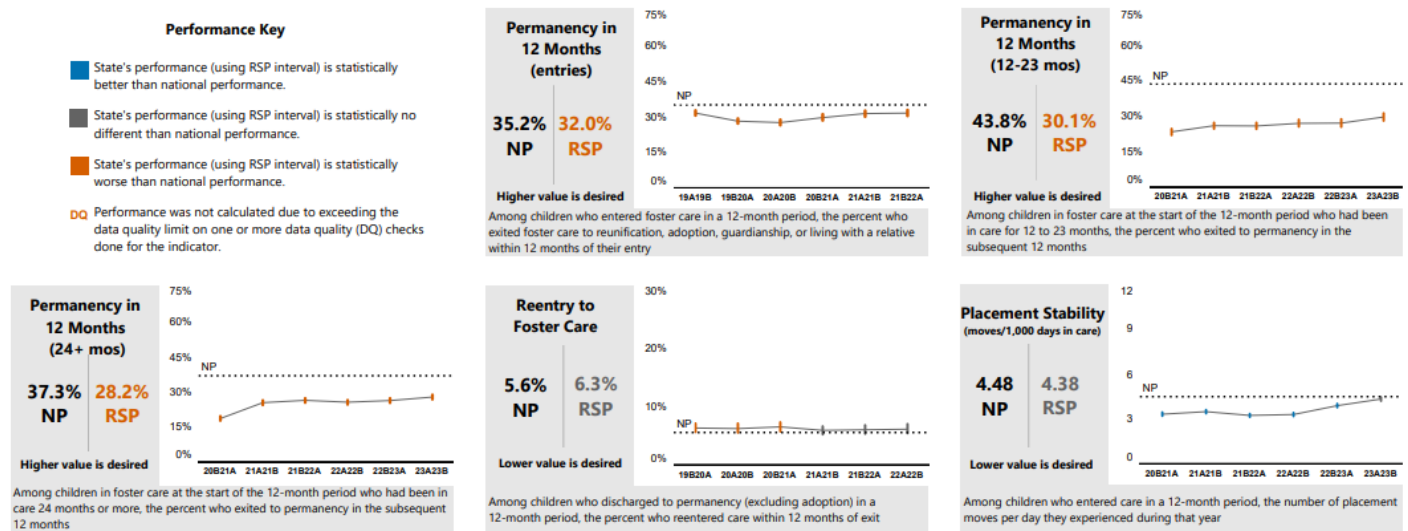 Performance Key
State's performance (using RSP interval) is statistically
better than national performance.
State's performance (using RSP interval) is statistically no
different than national performance.
State's performance (using RSP interval) is statistically
worse than national performance.
DQ Performance was not calculated due to exceeding the
data quality limit on one or more data quality (DQ) checks
done for the indicator.
Permanency in
12 Months
(entries)
35.2% 32.0%
NP RSP
Higher value is desired
75%
60%
45%
NP
30%
15%
0%
19A19B 19B20A 20A20B 20B21A 21A21B 21B22A
Among children who entered foster care in a 12-month period, the percent who
exited foster care to reunification, adoption, guardianship, or living with a relative
within 12 months of their entry
Permanency in
12 Months
(12-23 mos)
43.8% 30.1%
NP RSP
Higher value is desired
75%
60%
45%
NP
30%
15%
0%
20B21A 21A21B 21B22A 22A22B 22B23A 23A23B
Among children in foster care at the start of the 12-month period who had been
in care for 12 to 23 months, the percent who exited to permanency in the
subsequent 12 months
Permanency in
12 Months
(24+ mos)
37.3% 28.2%
NP RSP
Higher value is desired
75%
60%
45%
NP
30%
15%
0%
20B21A 21A21B 21B22A 22A22B 22B23A 23A23B
Among children in foster care at the start of the 12-month period who had been in
care 24 months or more, the percent who exited to permanency in the subsequent
12 months
Reentry to
Foster Care
5.6% 6.3%
NP RSP
Lower value is desired
30%
20%
10%
NP
0%
19B20A 20A20B 20B21A 21A21B 21B22A 22A22B
Among children who discharged to permanency (excluding adoption) in a
12-month period, the percent who reentered care within 12 months of exit
Placement Stability
(moves/1,000 days in care)
4.48 4.38
NP RSP
Lower value is desired
12
9
6
NP
3
0
20B21A 21A21B 21B22A 22A22B 22B23A 23A23B
Among children who entered care in a 12-month period, the number of placement
moves per day they experienced during that year